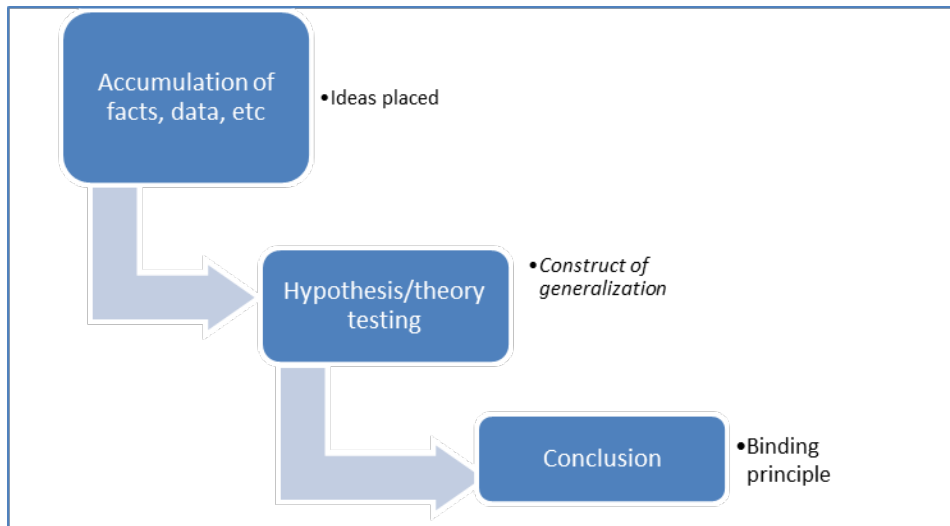 Accumulation of
facts, data, etc
•Ideas placed
Hypothesis/theory
testing
•Construct of
generalization
Conclusion
•Binding
principle